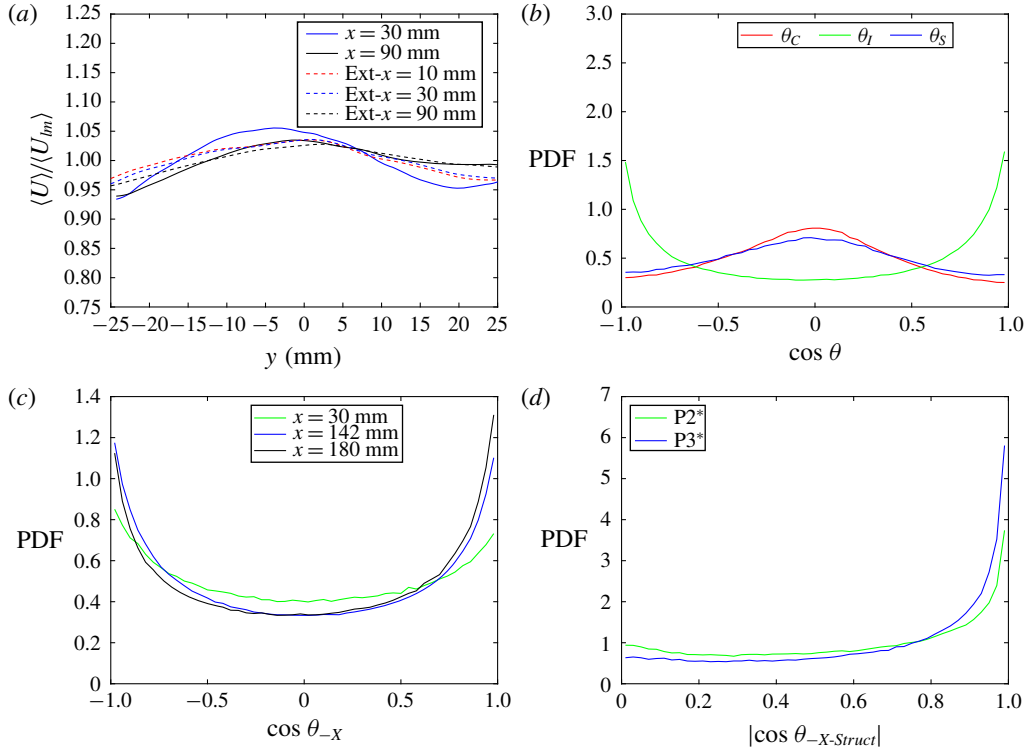 (a)
1.25
1.20
1.15
1.10
1.05
1.00
0.95
0.90
0.85
0.80
0.75
⟨U⟩/⟨U_lm⟩
x = 30 mm
x = 90 mm
Ext-x = 10 mm
Ext-x = 30 mm
Ext-x = 90 mm
−25 −20 −15 −10 −5 0 5 10 15 20 25
y (mm)
(b)
3.0
2.5
2.0
1.5
1.0
0.5
0
PDF
θ_C θ_I θ_S
−1.0 −0.5 0 0.5 1.0
cos θ
(c)
1.4
1.2
1.0
0.8
0.6
0.4
0.2
0
PDF
x = 30 mm
x = 142 mm
x = 180 mm
−1.0 −0.5 0 0.5 1.0
cos θ_−X
(d)
7
6
5
4
3
2
1
0
PDF
P2*
P3*
0 0.2 0.4 0.6 0.8 1.0
|cos θ_−X-Struct|